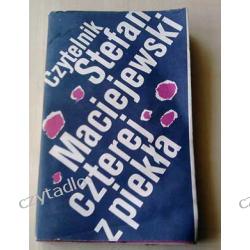 Czytelnik
Stefan
Maciejewski
czterej
z piekła
czytadło